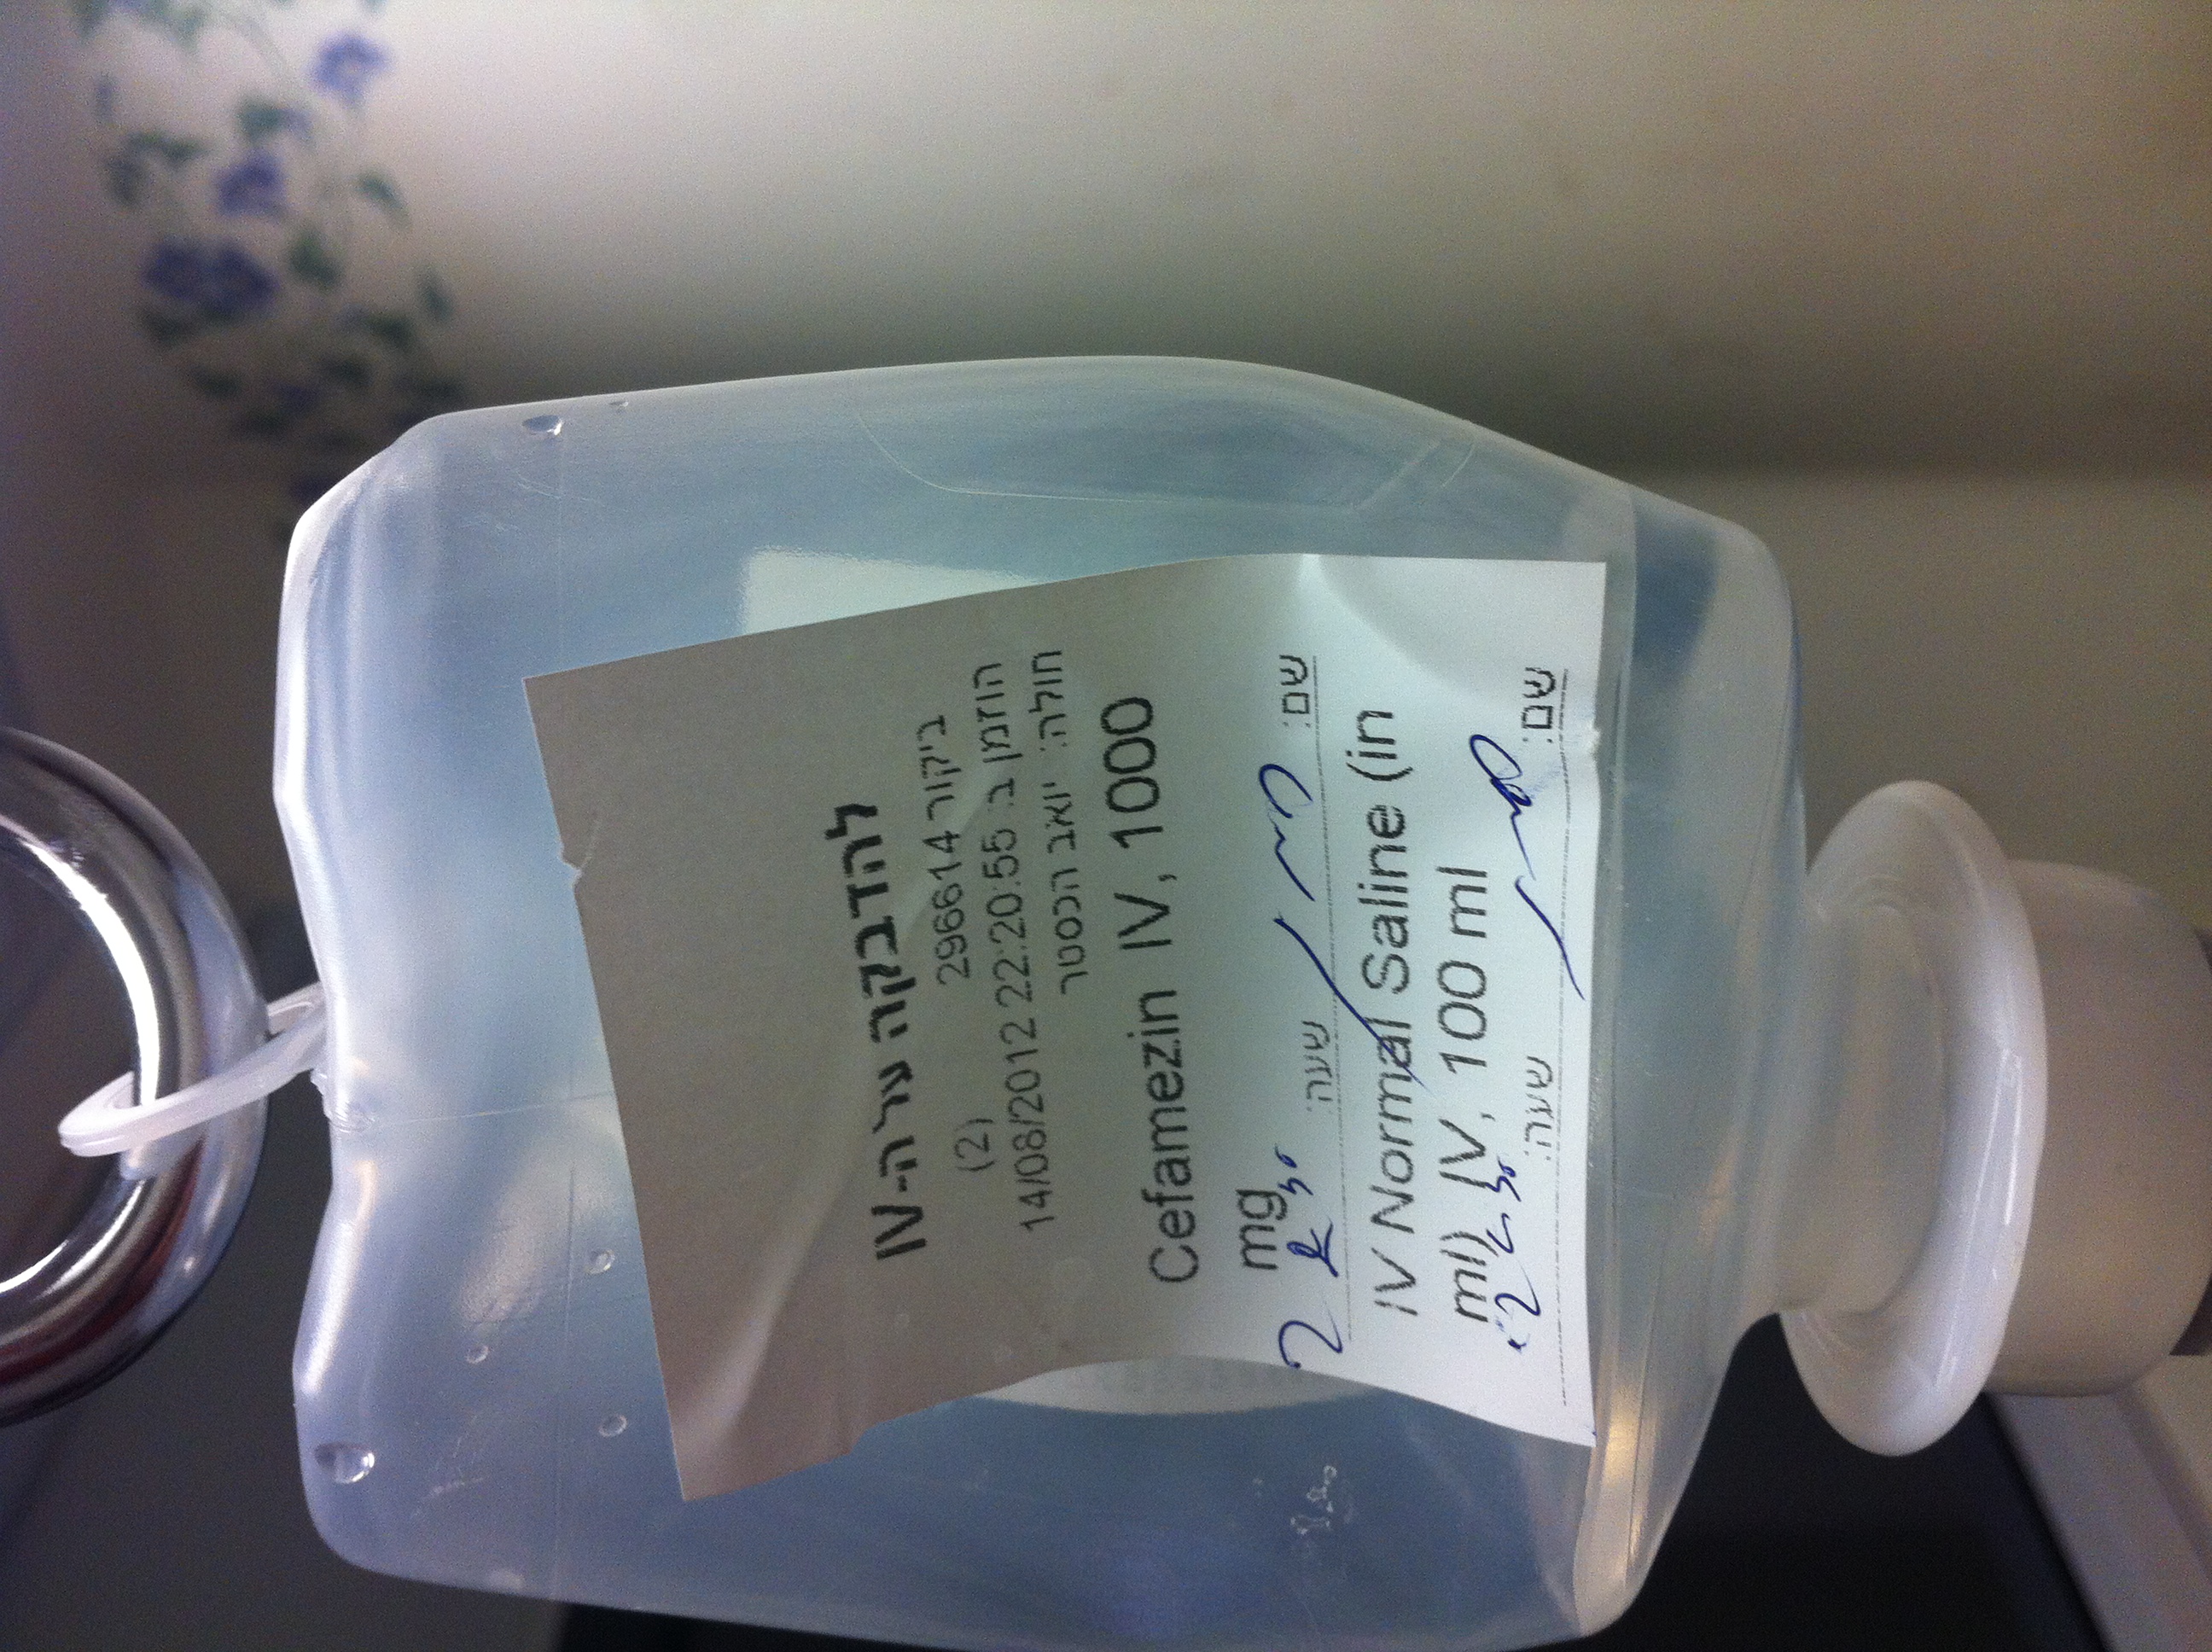 להדבקה על ה-IV
ביקור 2966614 (2)
הוזמן ב: 14/08/2012 22:20:55
חולה: יואב הכסטר
Cefamezin IV, 1000
mg
שם: שעה:
IV Normal Saline (in
ml) IV, 100 ml
שם: שעה: